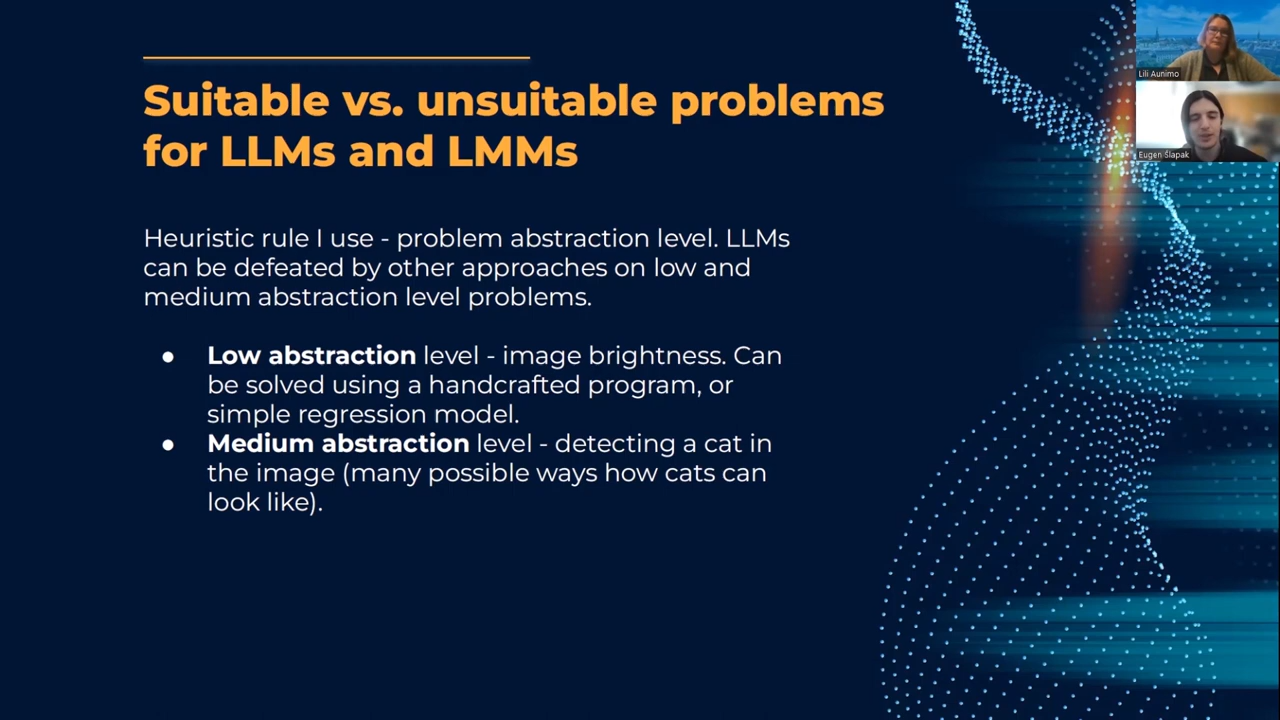 Suitable vs. unsuitable problems
for LLMs and LMMs
Heuristic rule I use - problem abstraction level. LLMs
can be defeated by other approaches on low and
medium abstraction level problems.
● Low abstraction level - image brightness. Can
be solved using a handcrafted program, or
simple regression model.
● Medium abstraction level - detecting a cat in
the image (many possible ways how cats can
look like).
Lili Aunimo
Eugen Šlapak